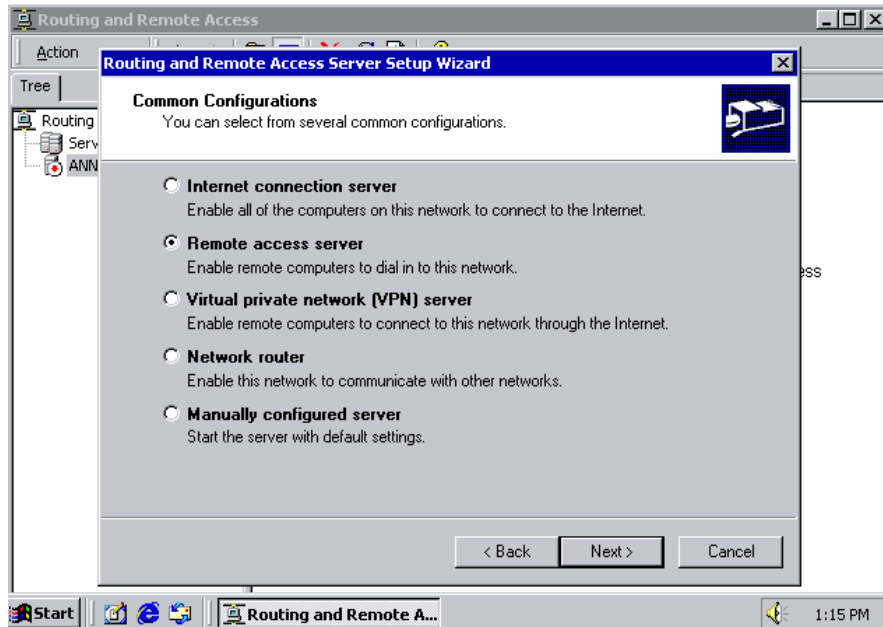 Routing and Remote Access
Action
Tree
Routing
Serv
ANN
ess
Routing and Remote Access Server Setup Wizard
Common Configurations
You can select from several common configurations.
Internet connection server
Enable all of the computers on this network to connect to the Internet.
Remote access server
Enable remote computers to dial in to this network.
Virtual private network (VPN) server
Enable remote computers to connect to this network through the Internet.
Network router
Enable this network to communicate with other networks.
Manually configured server
Start the server with default settings.
< Back Next > Cancel
Start Routing and Remote A... 1:15 PM